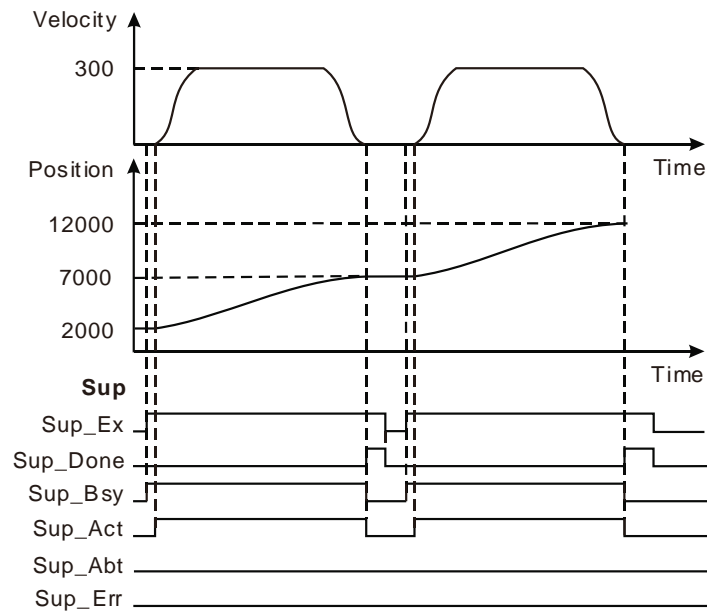 Velocity
300
Time
Position
12000
7000
2000
Time
Sup
Sup_Ex
Sup_Done
Sup_Bsy
Sup_Act
Sup_Abt
Sup_Err